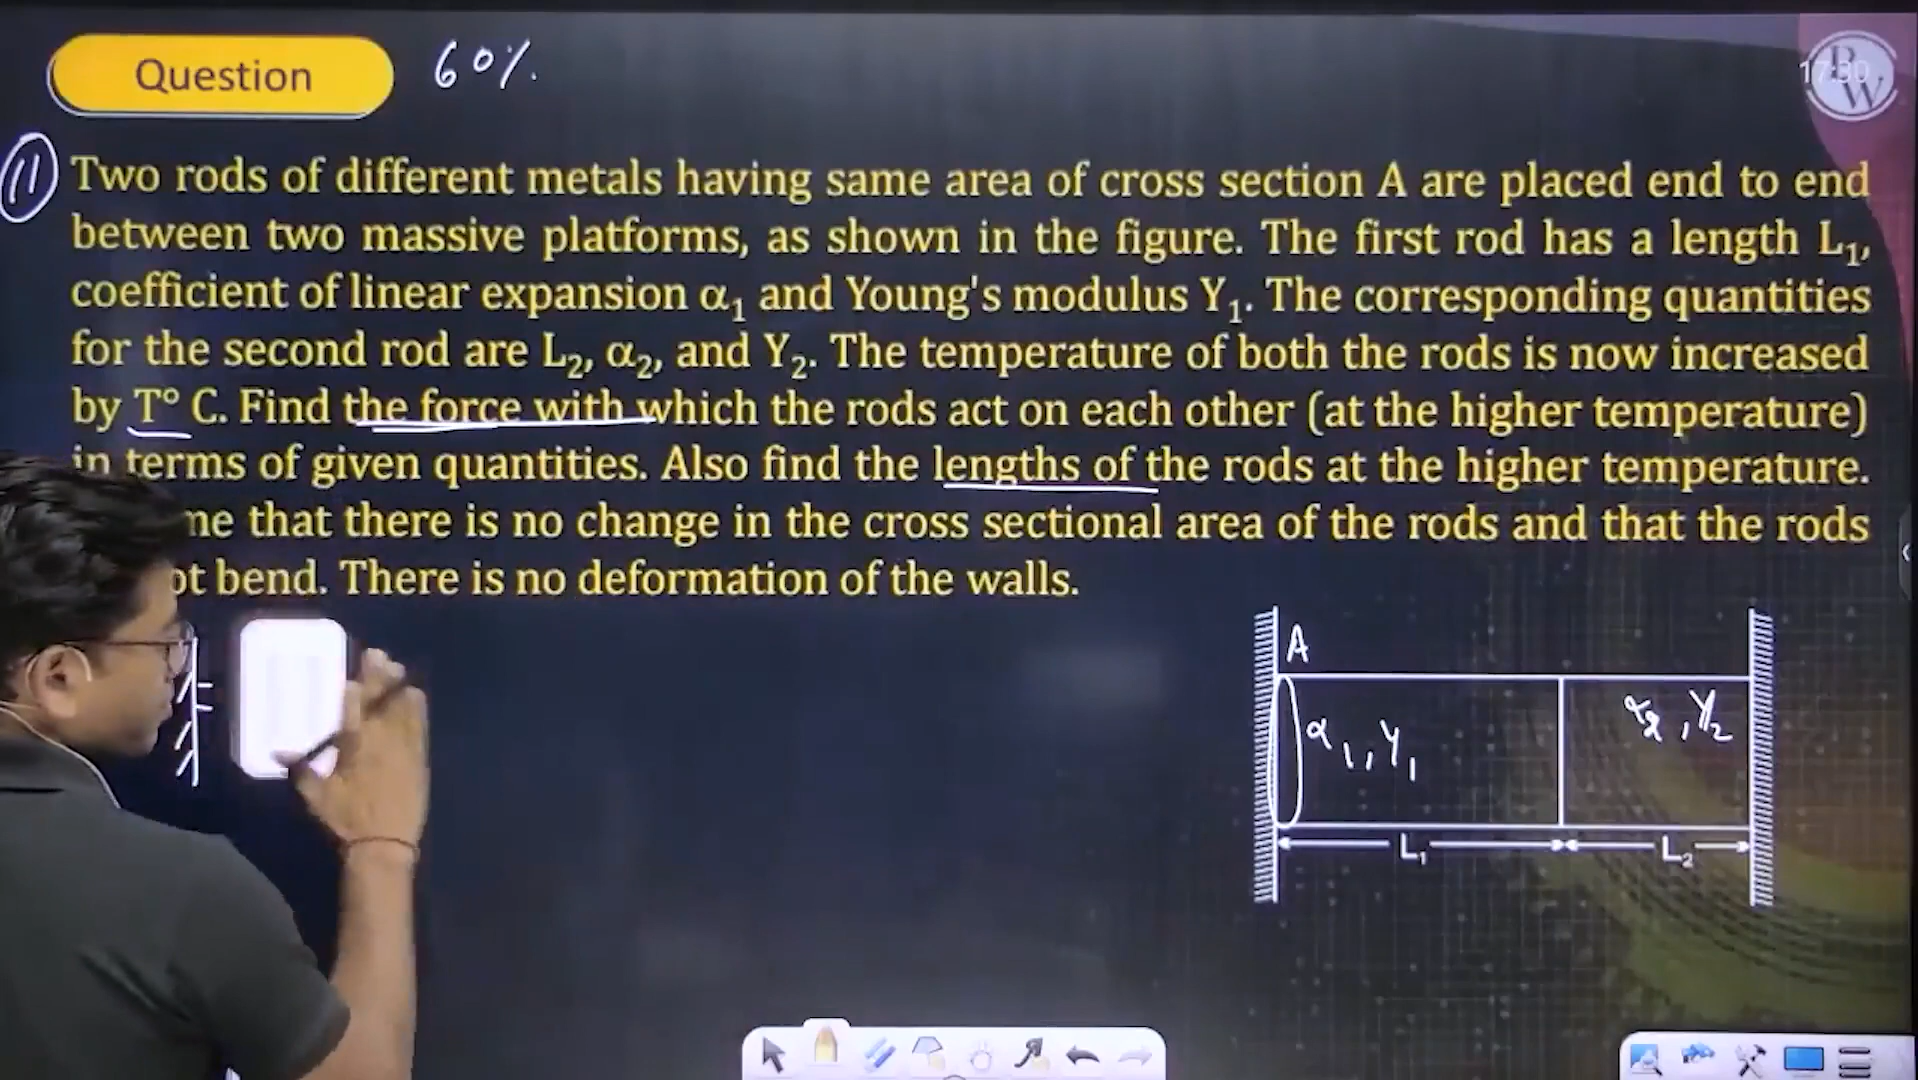 Question 60%.
17:30
PW
11 Two rods of different metals having same area of cross section A are placed end to end
between two massive platforms, as shown in the figure. The first rod has a length L₁,
coefficient of linear expansion α₁ and Young's modulus Y₁. The corresponding quantities
for the second rod are L₂, α₂, and Y₂. The temperature of both the rods is now increased
by T° C. Find the force with which the rods act on each other (at the higher temperature)
in terms of given quantities. Also find the lengths of the rods at the higher temperature.
that there is no change in the cross sectional area of the rods and that the rods
bend. There is no deformation of the walls.
A
α₁, Y₁
α₂, Y₂
L₁
L₂